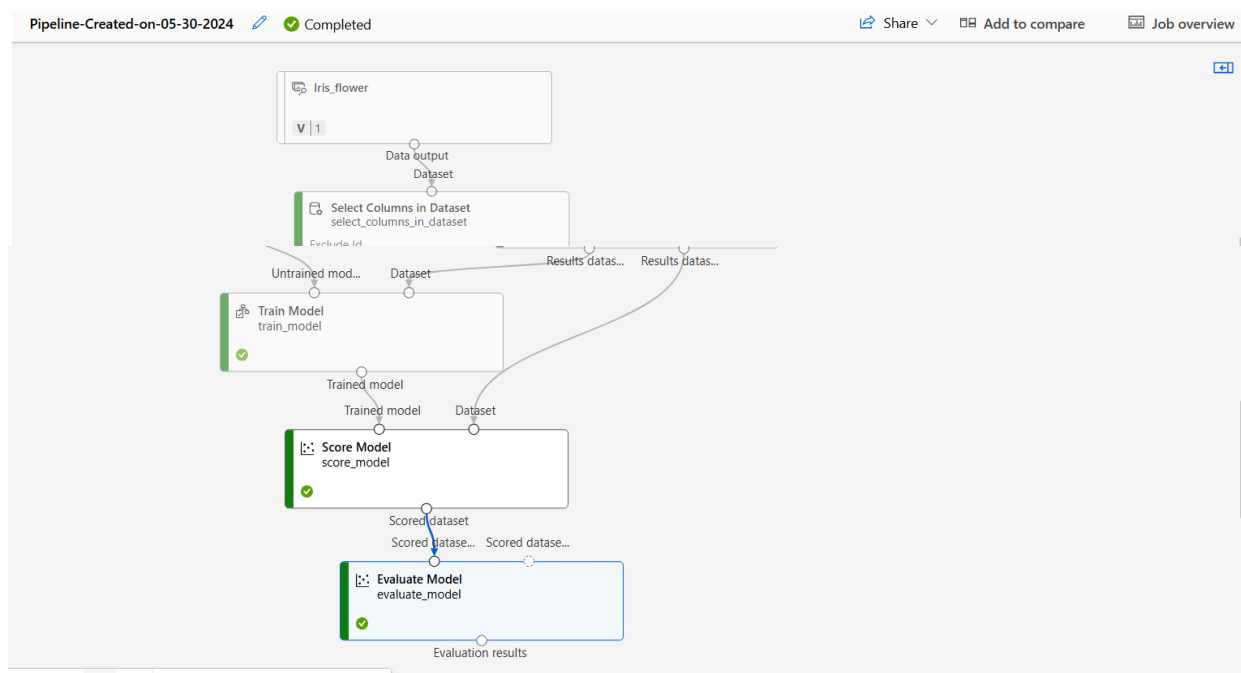 Pipeline-Created-on-05-30-2024 Completed Share Add to compare Job overview
Iris_flower
V 1
Data output
Dataset
Select Columns in Dataset
select_columns_in_dataset
Exclude Id
Results datas... Results datas...
Untrained mod... Dataset
Train Model
train_model
Trained model
Trained model Dataset
Score Model
score_model
Scored dataset
Scored datase... Scored datase...
Evaluate Model
evaluate_model
Evaluation results